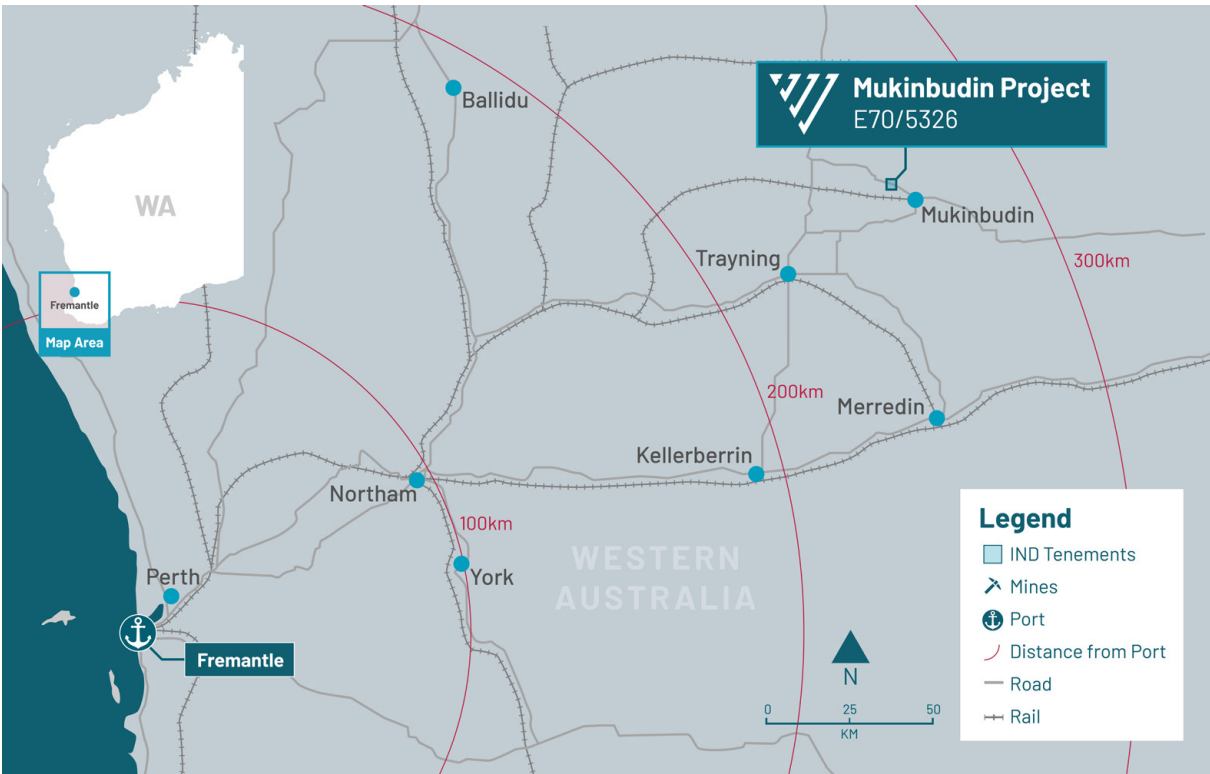 Mukinbudin Project
E70/5326
Ballidu
WA
Mukinbudin
Trayning
300km
Fremantle
Map Area
200km
Merredin
Kellerberrin
Northam
100km
WESTERN
AUSTRALIA
York
Perth
Fremantle
N
0 25 50
KM
Legend
IND Tenements
Mines
Port
Distance from Port
Road
Rail